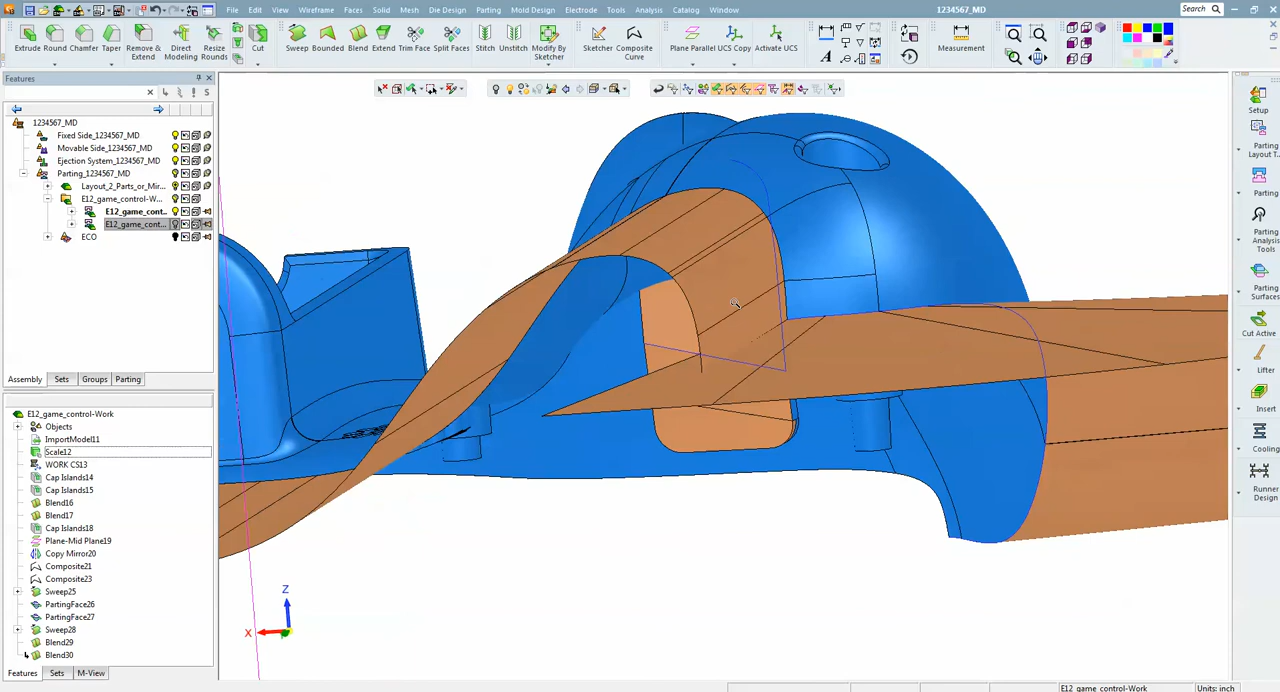 File Edit View Wireframe Faces Solid Mesh Die Design Parting Mold Design Electrode Tools Analysis Catalog Window 1234567_MD Search
Extrude Round Chamfer Taper Remove & Extend Direct Modeling Resize Rounds Cut Sweep Bounded Blend Extend Trim Face Split Faces Stitch Unstitch Modify By Sketcher Sketcher Composite Curve Plane Parallel UCS Copy Activate UCS Measurement
Features
1234567_MD
Fixed Side_1234567_MD
Movable Side_1234567_MD
Ejection System_1234567_MD
Parting_1234567_MD
Layout_2_Parts_or_Mir...
E12_game_control-W...
E12_game_cont...
E12_game_cont...
ECO
Assembly Sets Groups Parting
E12_game_control-Work
Objects
ImportModel11
Scale12
WORK CS13
Cap Islands14
Cap Islands15
Blend16
Blend17
Cap Islands18
Plane-Mid Plane19
Copy Mirror20
Composite21
Composite23
Sweep25
PartingFace26
PartingFace27
Sweep28
Blend29
Blend30
Features Sets M-View
Z
X
Setup
Parting
Layout T...
Parting
Parting
Analysis
Tools
Parting
Surfaces
Cut Active
Lifter
Insert
Cooling
Runner
Design
E12_game_control-Work Units: inch